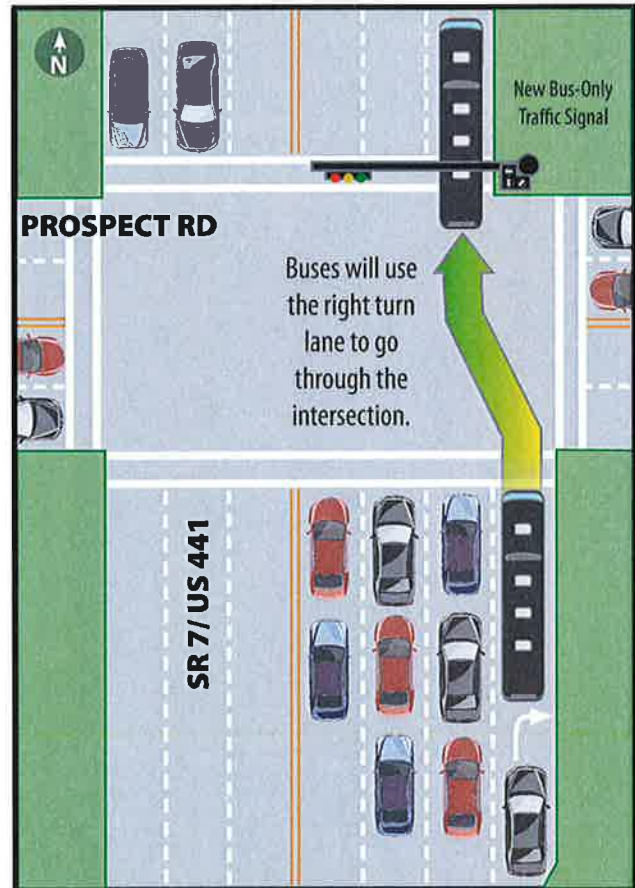 N
New Bus-Only
Traffic Signal
PROSPECT RD
Buses will use
the right turn
lane to go
through the
intersection.
SR 7/ US 441